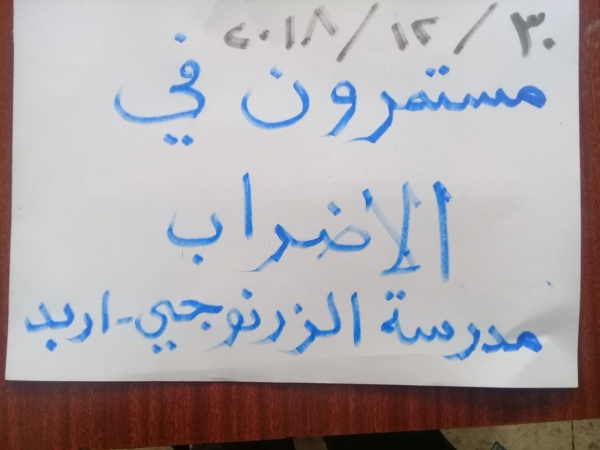 ٣٠/١٢/٢٠١٨
مستمرون في
الاضراب
مدرسة الزرنوجي-اربد